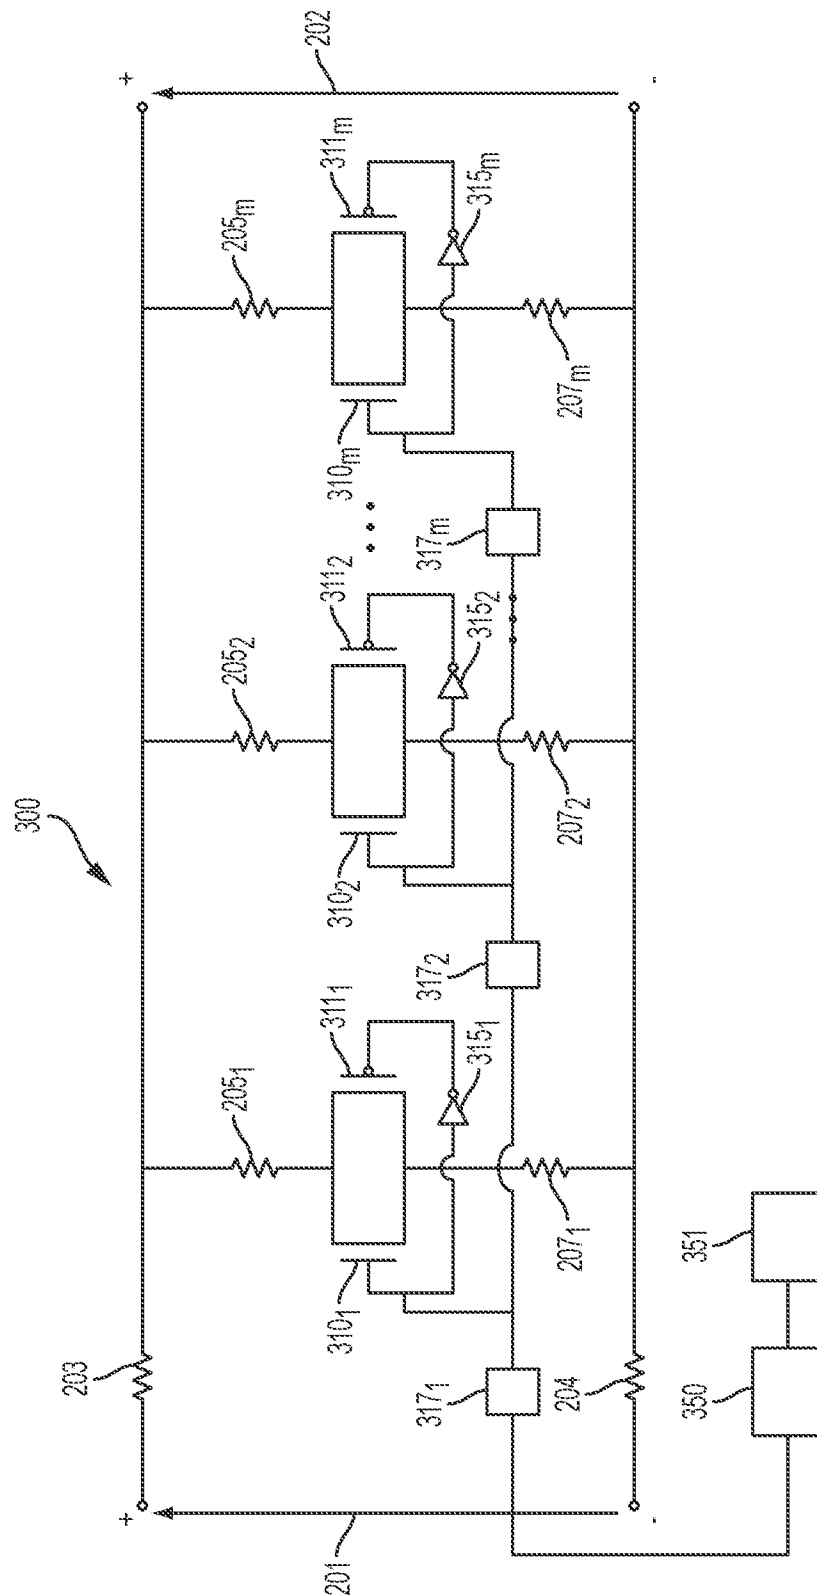 300
+ 202 -
205₁ 205₂ 205ₘ
203
310₁ 311₁ 310₂ 311₂ • • • 310ₘ 311ₘ
315₁ 315₂ 315ₘ
317₁ 317₂ 317ₘ
207₁ 207₂ 207ₘ
204
+ 201 -
350 351